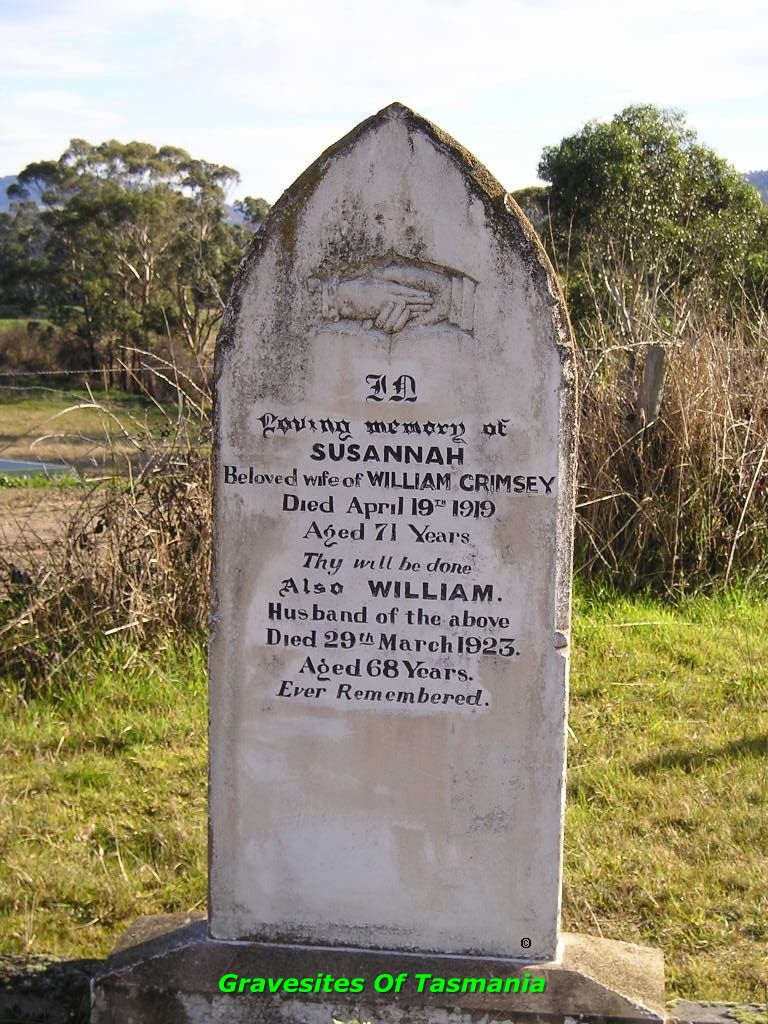 IN
Loving memory of
SUSANNAH
Beloved wife of WILLIAM GRIMSEY
Died April 19TH 1919
Aged 71 Years
Thy will be done
Also WILLIAM.
Husband of the above
Died 29th March 1923.
Aged 68 Years.
Ever Remembered.
©
Gravesites Of Tasmania